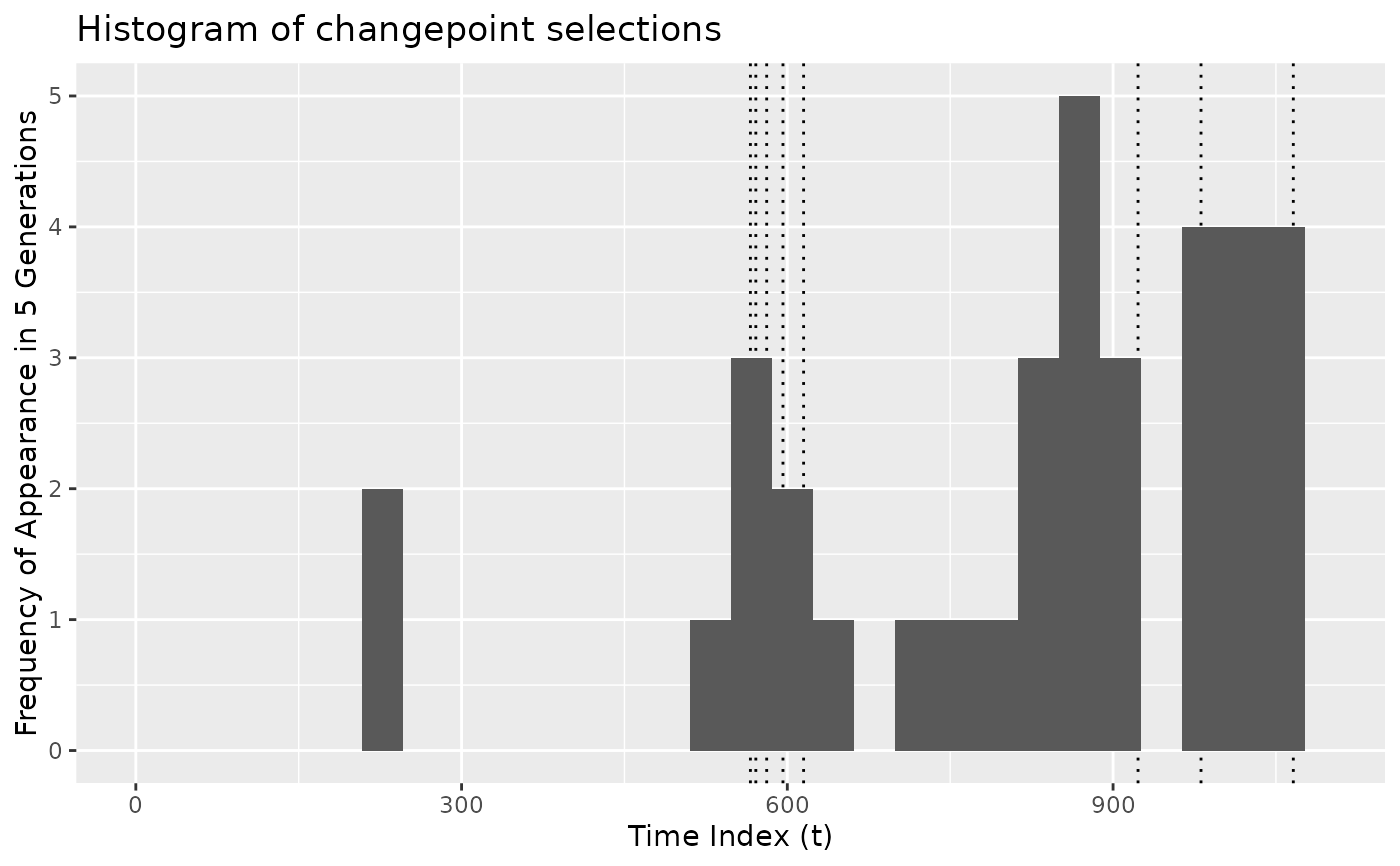 Histogram of changepoint selections
Frequency of Appearance in 5 Generations
5
4
3
2
1
0
0 300 600 900
Time Index (t)